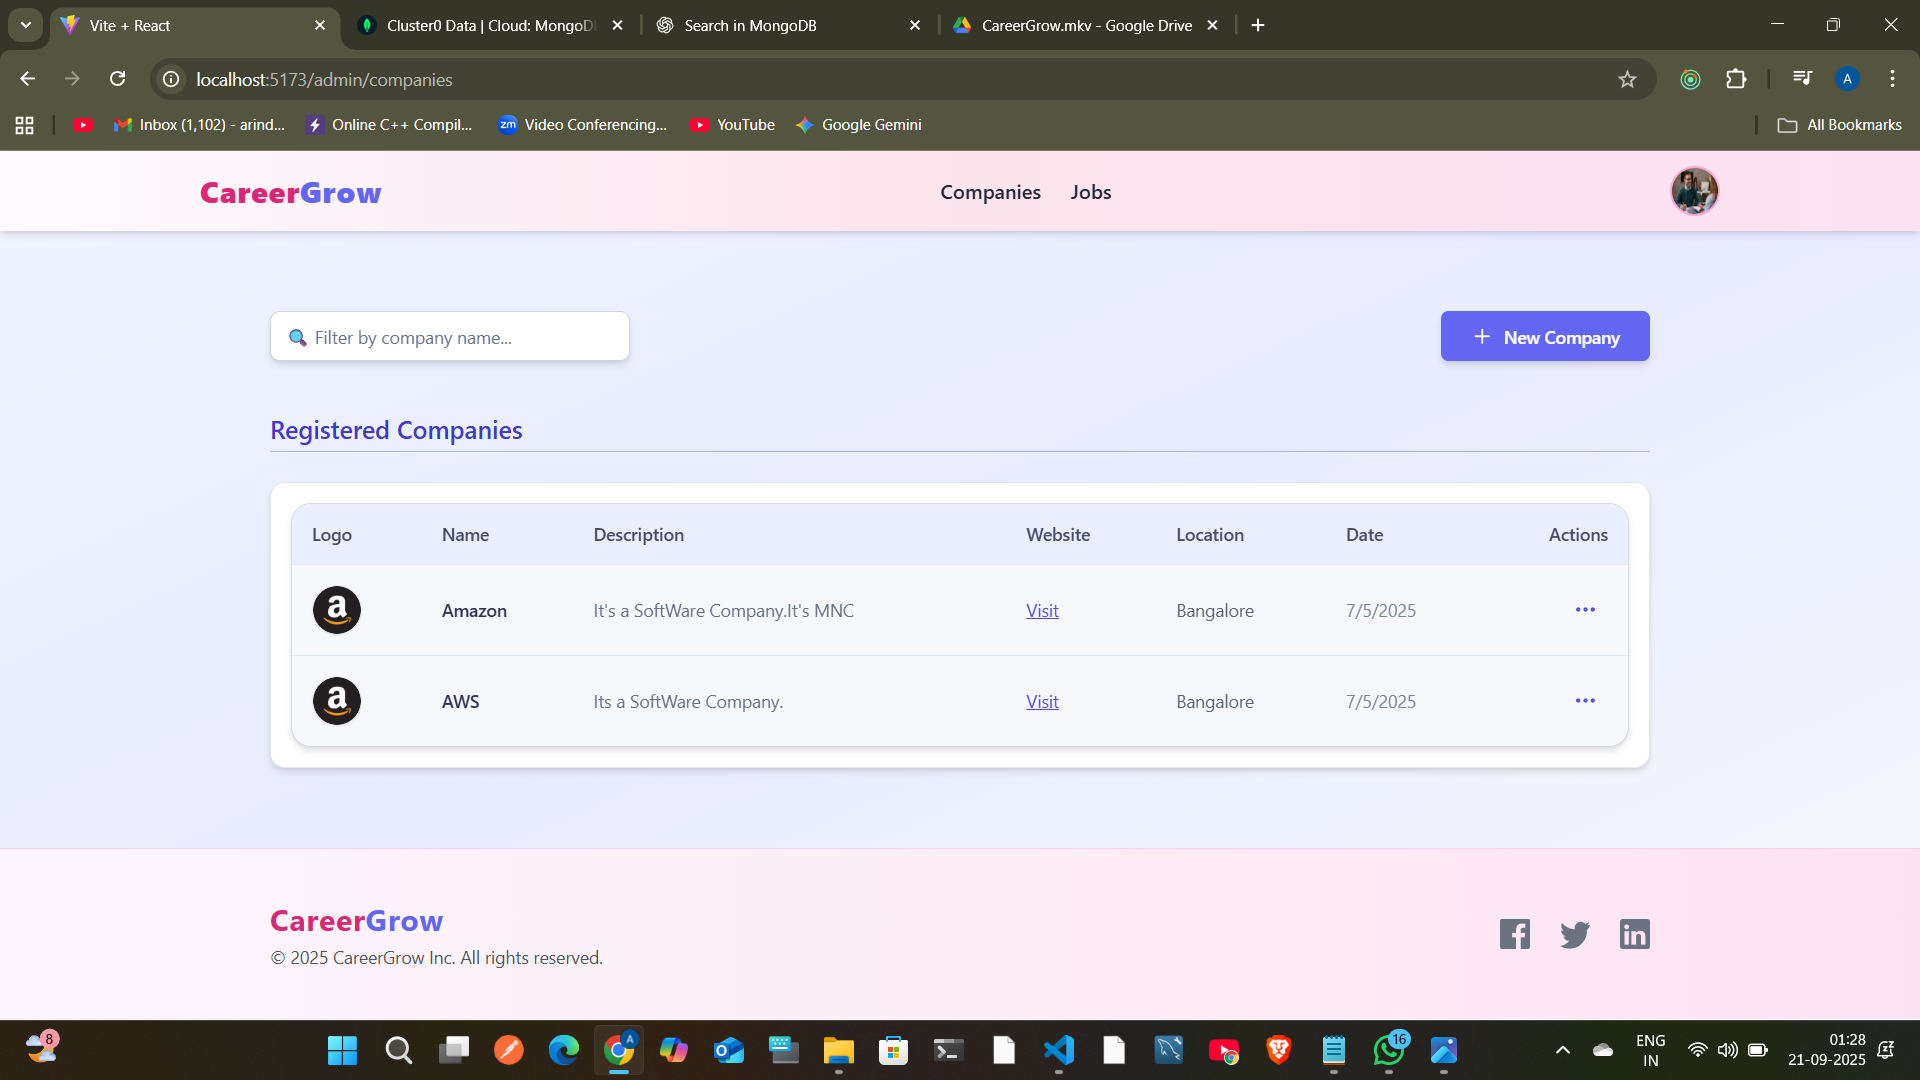 Vite + React
Cluster0 Data | Cloud: MongoD
Search in MongoDB
CareerGrow.mkv - Google Drive
localhost:5173/admin/companies
A
Inbox (1,102) - arind...
Online C++ Compil...
zm Video Conferencing...
YouTube
Google Gemini
All Bookmarks
CareerGrow
Companies
Jobs
Filter by company name...
+ New Company
Registered Companies
Logo Name Description Website Location Date Actions
a Amazon It's a SoftWare Company.It's MNC Visit Bangalore 7/5/2025 ...
a AWS Its a SoftWare Company. Visit Bangalore 7/5/2025 ...
CareerGrow
© 2025 CareerGrow Inc. All rights reserved.
8
A
16
ENG
IN
01:28
21-09-2025